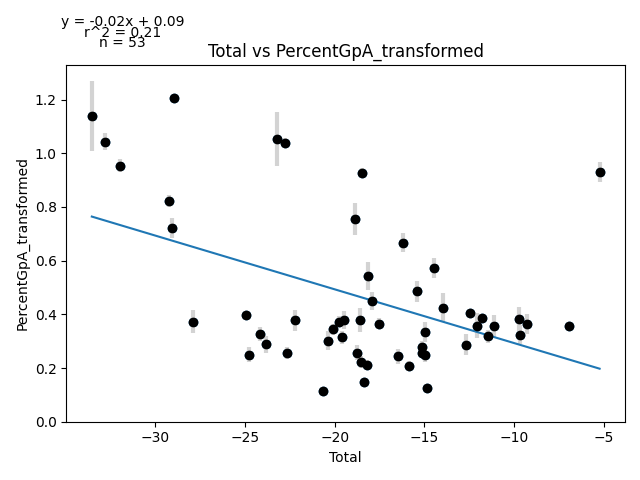 y = -0.02x + 0.09
r^2 = 0.21
n = 53
Total vs PercentGpA_transformed
PercentGpA_transformed
1.2
1.0
0.8
0.6
0.4
0.2
0.0
−30 −25 −20 −15 −10 −5
Total